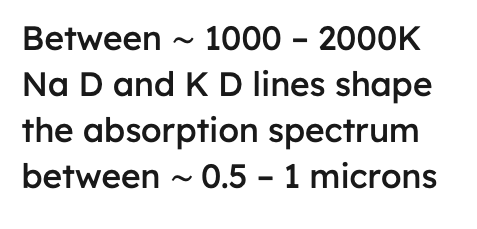 Between ~ 1000 – 2000K
Na D and K D lines shape
the absorption spectrum
between ~ 0.5 – 1 microns